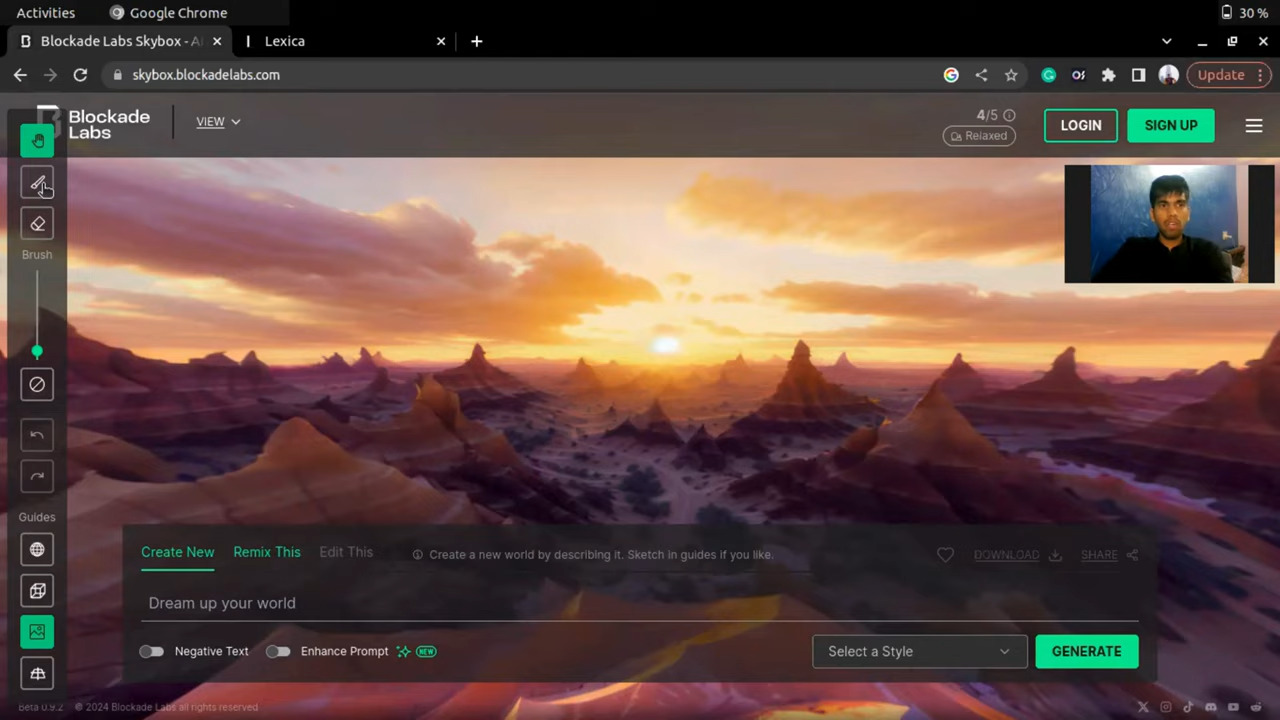 Activities
Google Chrome
30 %
Blockade Labs Skybox - AI
Lexica
skybox.blockadelabs.com
Update
Blockade Labs
VIEW
4/5
Relaxed
LOGIN
SIGN UP
Brush
Guides
Create New
Remix This
Edit This
Create a new world by describing it. Sketch in guides if you like.
DOWNLOAD
SHARE
Dream up your world
Negative Text
Enhance Prompt
NEW
Select a Style
GENERATE
Beta 0.9.2
© 2024 Blockade Labs all rights reserved